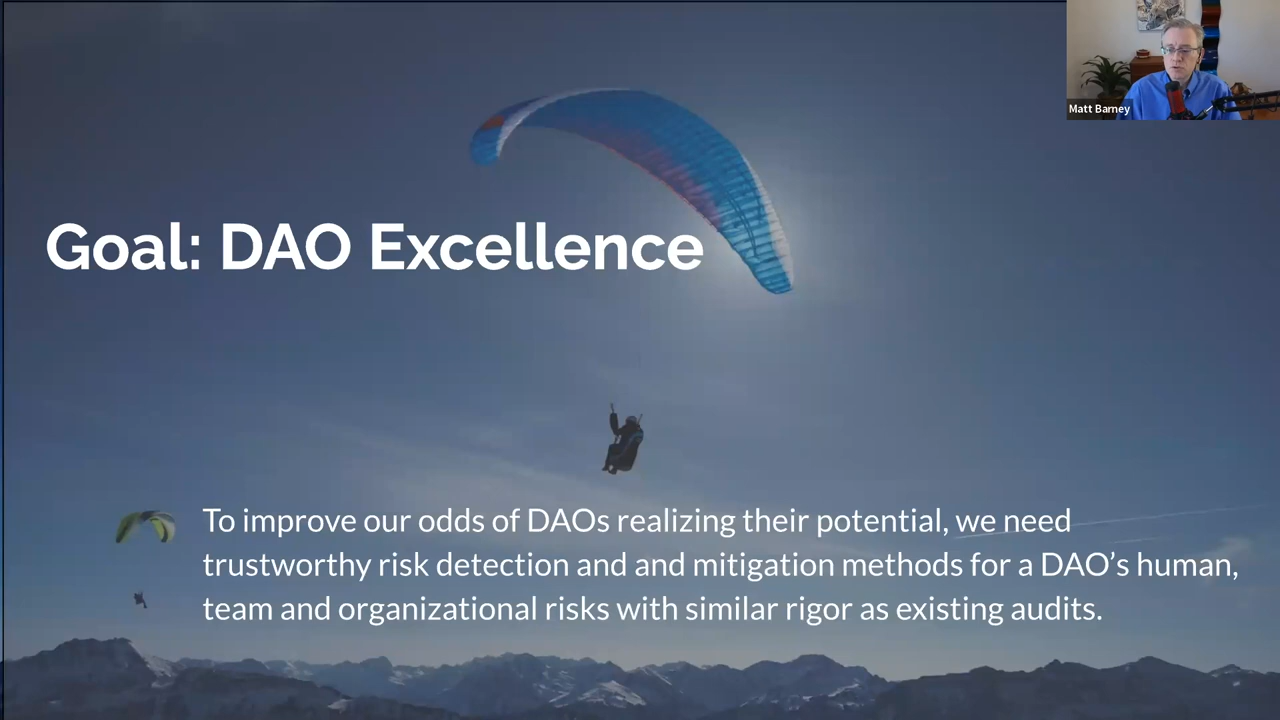 Matt Barney
Goal: DAO Excellence
To improve our odds of DAOs realizing their potential, we need
trustworthy risk detection and and mitigation methods for a DAO’s human,
team and organizational risks with similar rigor as existing audits.